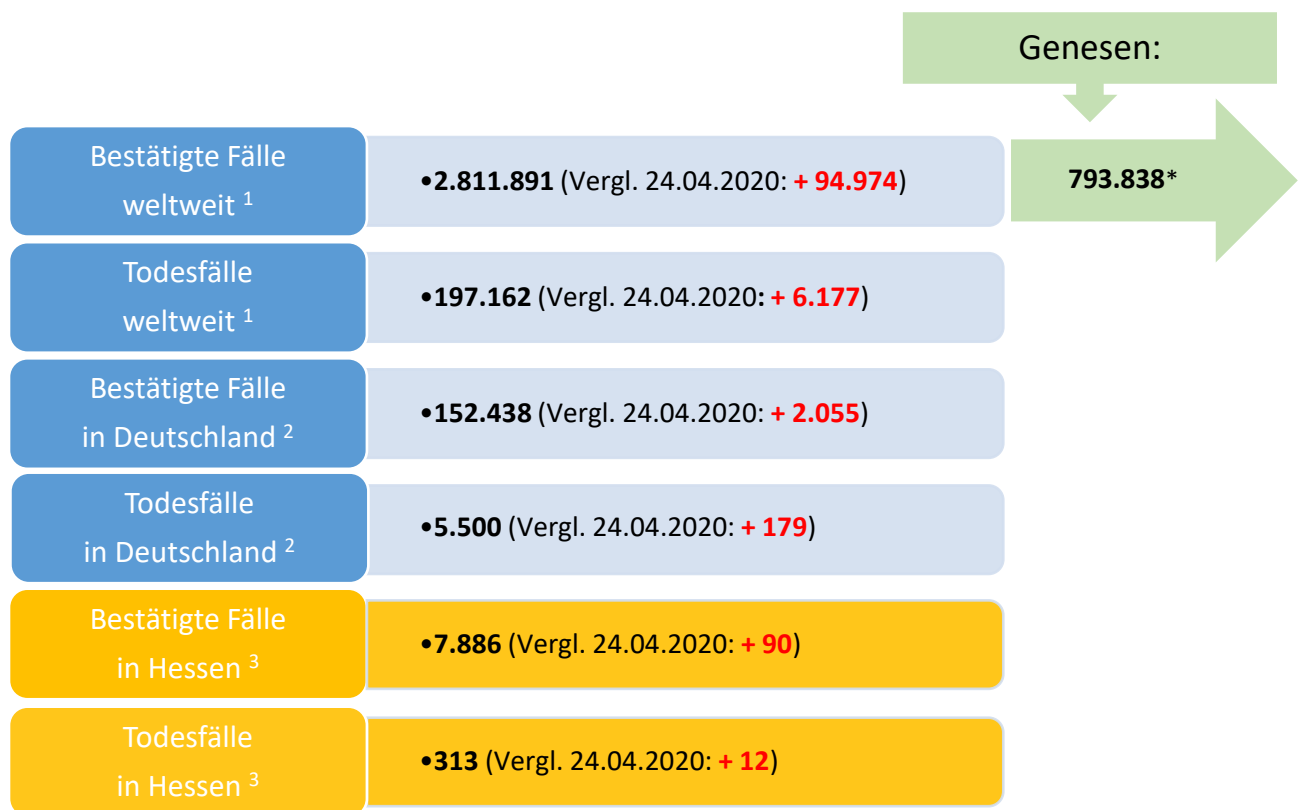 Genesen:
Bestätigte Fälle
weltweit ¹
•2.811.891 (Vergl. 24.04.2020: + 94.974)
793.838*
Todesfälle
weltweit ¹
•197.162 (Vergl. 24.04.2020: + 6.177)
Bestätigte Fälle
in Deutschland ²
•152.438 (Vergl. 24.04.2020: + 2.055)
Todesfälle
in Deutschland ²
•5.500 (Vergl. 24.04.2020: + 179)
Bestätigte Fälle
in Hessen ³
•7.886 (Vergl. 24.04.2020: + 90)
Todesfälle
in Hessen ³
•313 (Vergl. 24.04.2020: + 12)